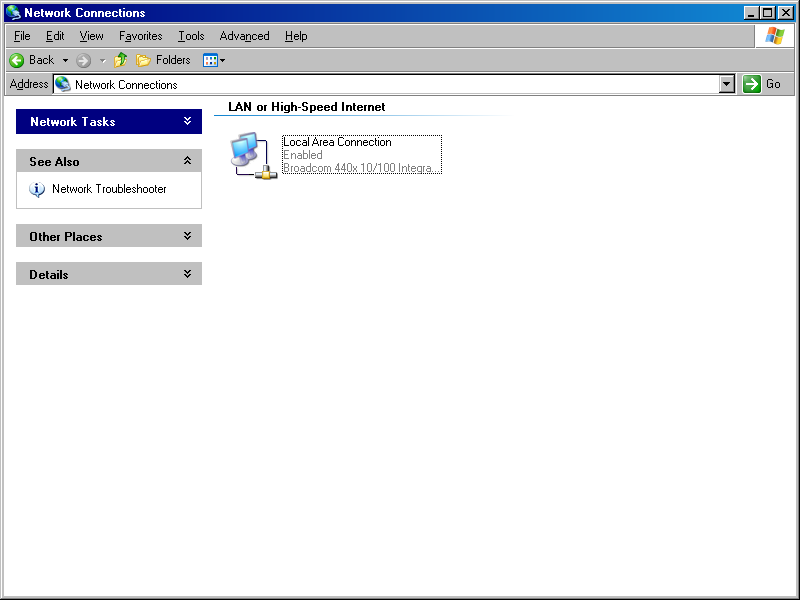 Network Connections
File Edit View Favorites Tools Advanced Help
Back Folders
Address Network Connections Go
Network Tasks
See Also
Network Troubleshooter
Other Places
Details
LAN or High-Speed Internet
Local Area Connection
Enabled
Broadcom 440x 10/100 Integra...